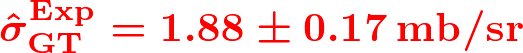 σ̂_GT^Exp = 1.88 ± 0.17 mb/sr